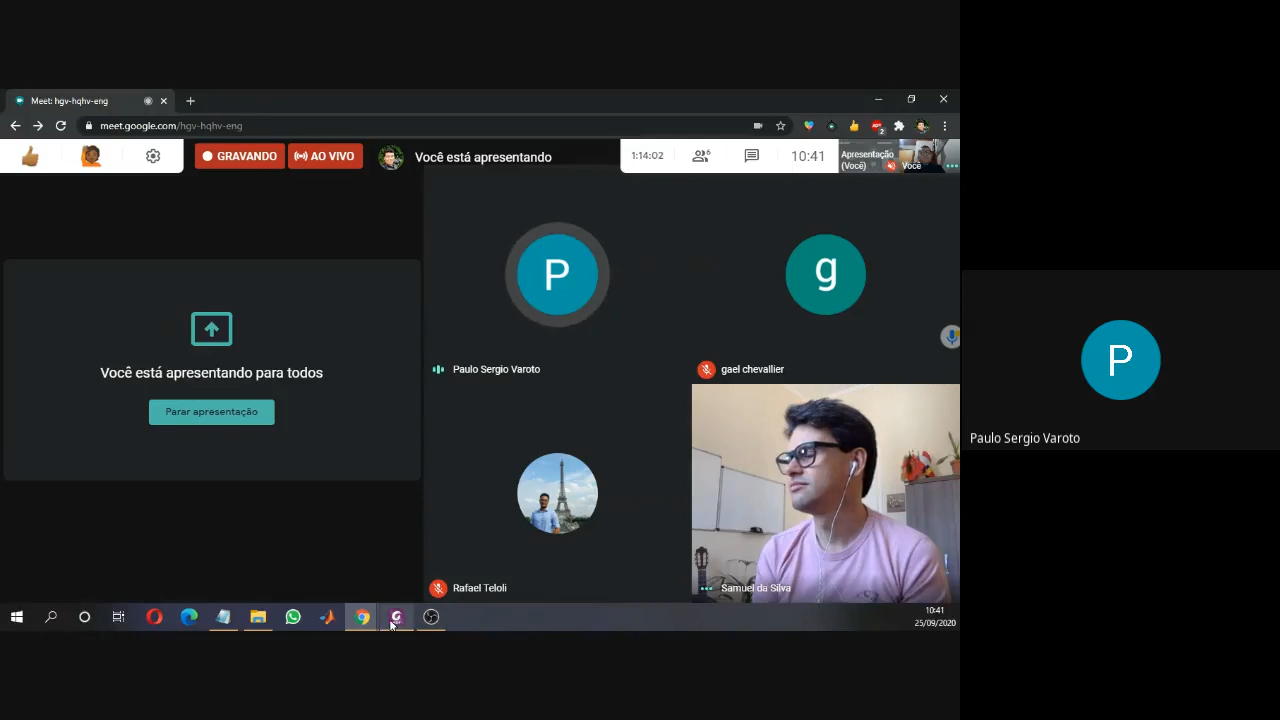 Meet: hgv-hqhv-eng
meet.google.com/hgv-hqhv-eng
2
GRAVANDO
AO VIVO
Você está apresentando
1:14:02
6
10:41
Apresentação
(Você)
Você
P
g
Você está apresentando para todos
Parar apresentação
Paulo Sergio Varoto
gael chevallier
Rafael Teloli
Samuel da Silva
P
Paulo Sergio Varoto
10:41
25/09/2020